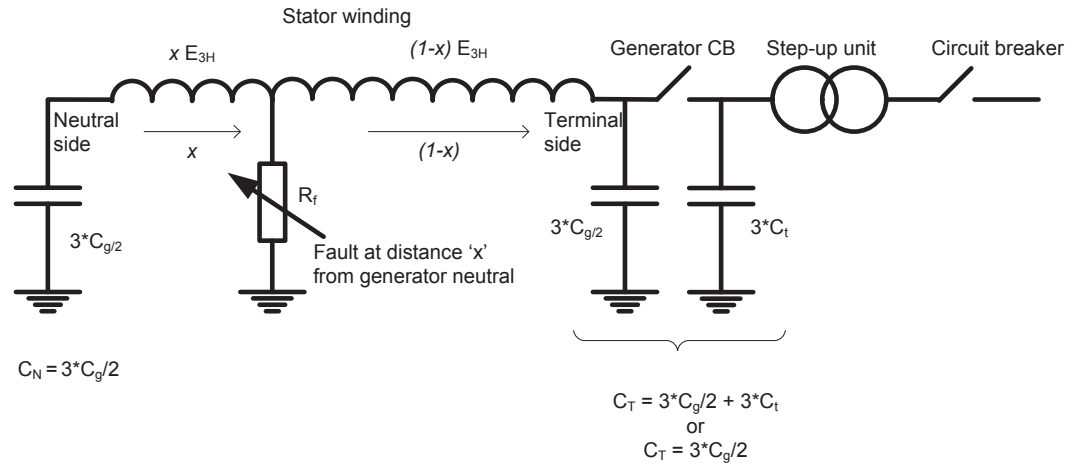 Stator winding
x E3H
(1-x) E3H
Generator CB
Step-up unit
Circuit breaker
Neutral
side
x
(1-x)
Terminal
side
Rf
3*Cg/2
Fault at distance ‘x’
from generator neutral
3*Cg/2
3*Ct
CN = 3*Cg/2
CT = 3*Cg/2 + 3*Ct
or
CT = 3*Cg/2